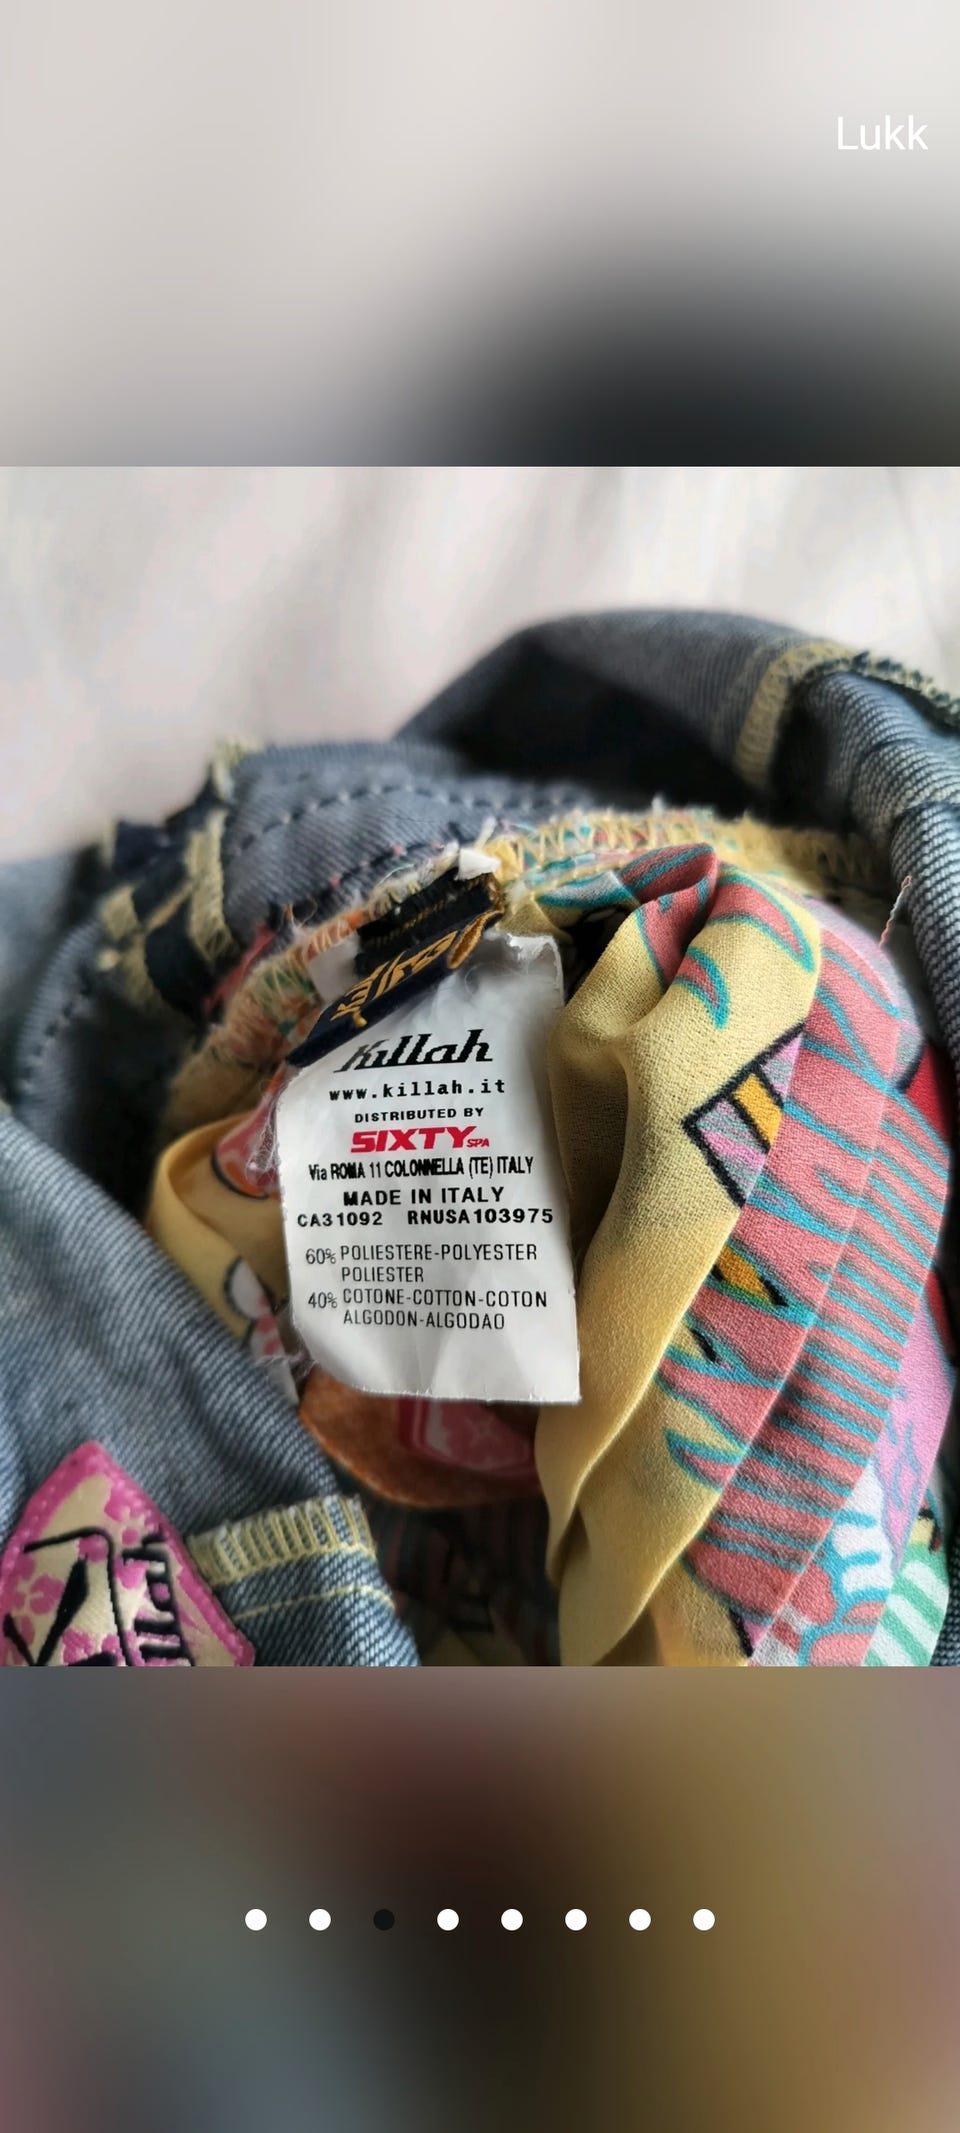 Lukk
Killah
www.killah.it
DISTRIBUTED BY
SIXTY SPA
Via ROMA 11 COLONNELLA (TE) ITALY
MADE IN ITALY
CA31092 RNUSA103975
60% POLIESTERE-POLYESTER
POLIESTER
40% COTONE-COTTON-COTON
ALGODON-ALGODAO